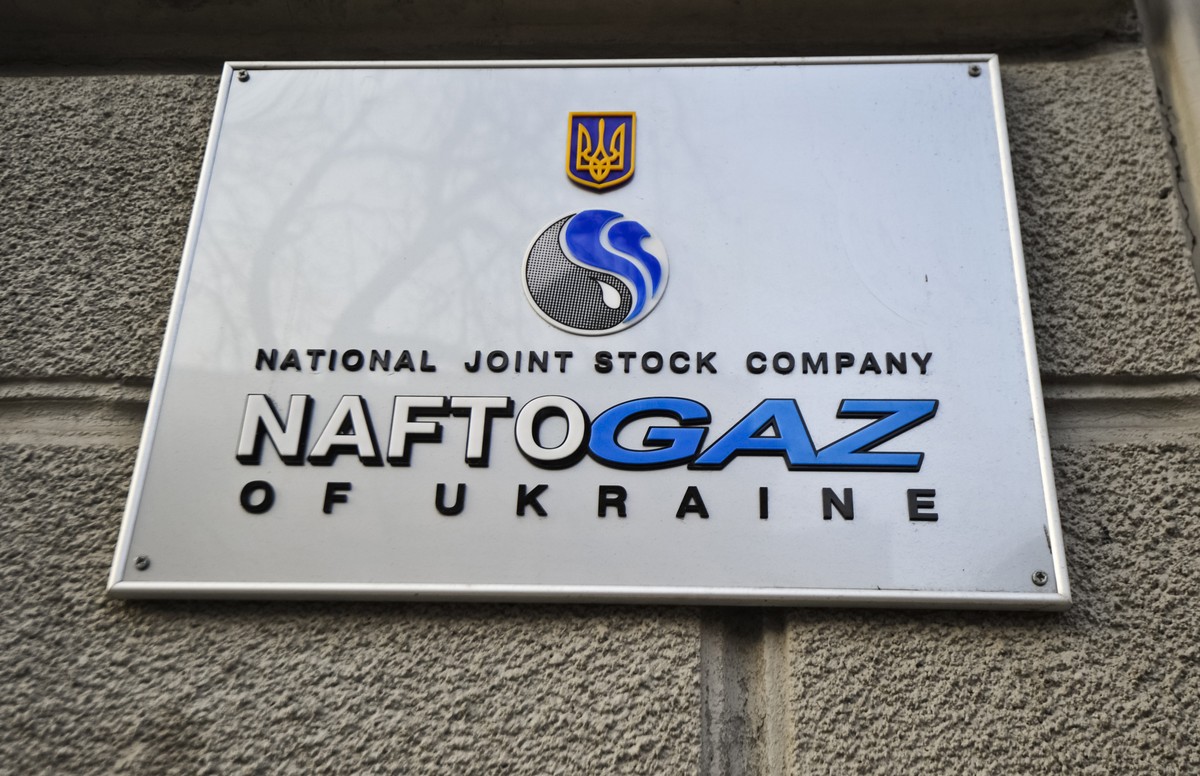 NATIONAL JOINT STOCK COMPANY
NAFTOGAZ
OF UKRAINE